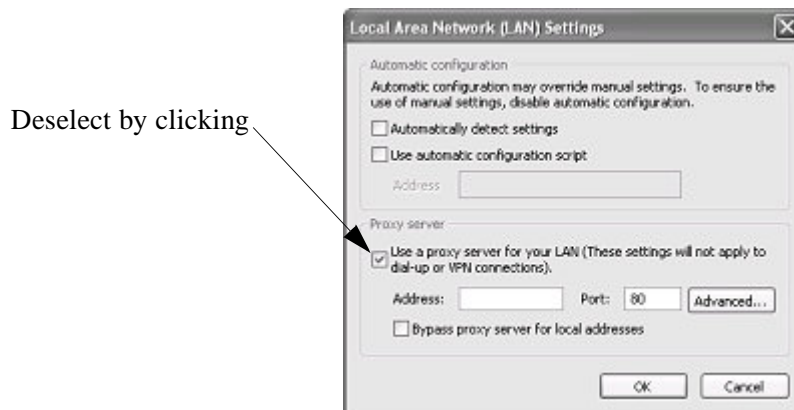 Local Area Network (LAN) Settings
Automatic configuration
Automatic configuration may override manual settings. To ensure the
use of manual settings, disable automatic configuration.
Deselect by clicking
Automatically detect settings
Use automatic configuration script
Address
Proxy server
Use a proxy server for your LAN (These settings will not apply to
dial-up or VPN connections).
Address: Port: 80 Advanced...
Bypass proxy server for local addresses
OK Cancel